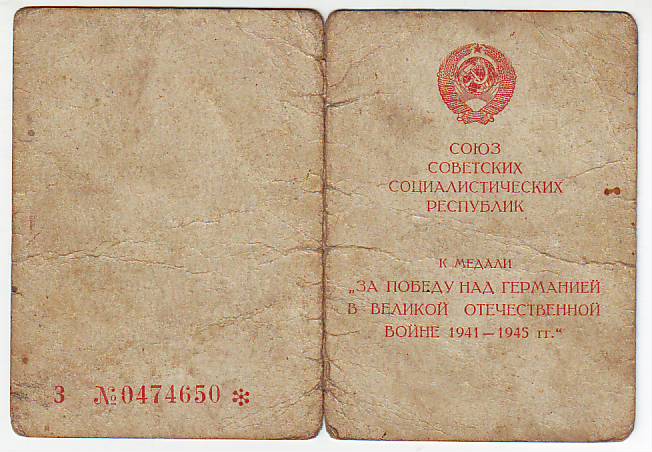 З №0474650 *
СОЮЗ
СОВЕТСКИХ
СОЦИАЛИСТИЧЕСКИХ
РЕСПУБЛИК
К МЕДАЛИ
„ЗА ПОБЕДУ НАД ГЕРМАНИЕЙ
В ВЕЛИКОЙ ОТЕЧЕСТВЕННОЙ
ВОЙНЕ 1941—1945 гг.“